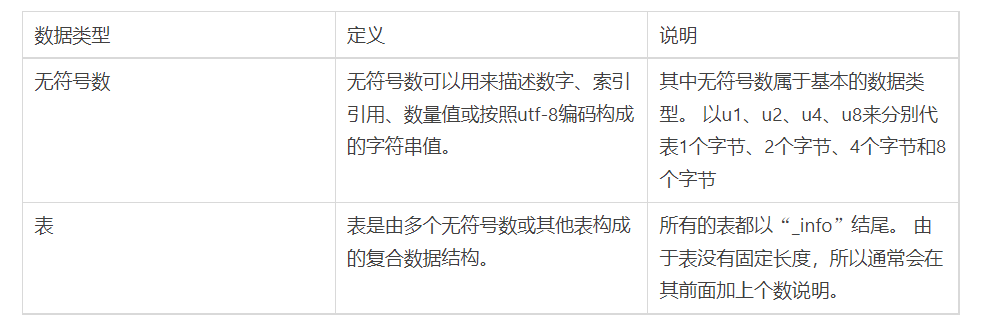 数据类型
定义
说明
无符号数
无符号数可以用来描述数字、索引
引用、数量值或按照utf-8编码构成
的字符串值。
其中无符号数属于基本的数据类
型。 以u1、u2、u4、u8来分别代
表1个字节、2个字节、4个字节和8
个字节
表
表是由多个无符号数或其他表构成
的复合数据结构。
所有的表都以“_info”结尾。 由
于表没有固定长度，所以通常会在
其前面加上个数说明。